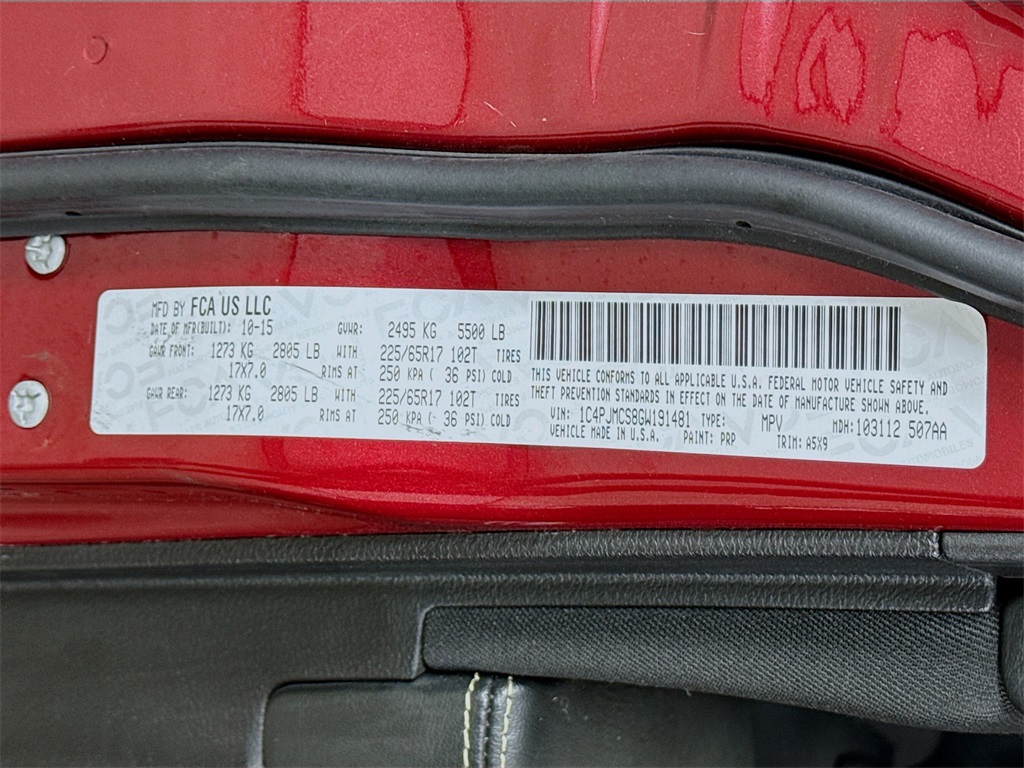 MFD BY FCA US LLC
DATE OF MFR(BUILT): 10-15 GVWR: 2495 KG 5500 LB
GAWR FRONT: 1273 KG 2805 LB WITH 225/65R17 102T TIRES
17X7.0 RIMS AT 250 KPA ( 36 PSI) COLD
GAWR REAR: 1273 KG 2805 LB WITH 225/65R17 102T TIRES
17X7.0 RIMS AT 250 KPA ( 36 PSI) COLD
THIS VEHICLE CONFORMS TO ALL APPLICABLE U.S.A. FEDERAL MOTOR VEHICLE SAFETY AND
THEFT PREVENTION STANDARDS IN EFFECT ON THE DATE OF MANUFACTURE SHOWN ABOVE.
VIN: 1C4PJMCS8GW191481 TYPE: MPV MDH: 103112 507AA
VEHICLE MADE IN U.S.A. PAINT: PRP TRIM: A5X9